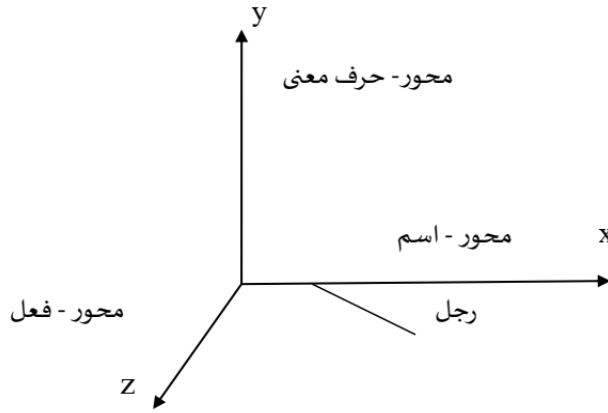 y
محور- حرف معنى
x
محور - اسم
محور - فعل
رجل
z